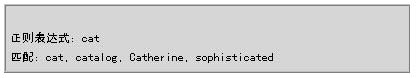 正则表达式: cat
匹配: cat, catalog, Catherine, sophisticated